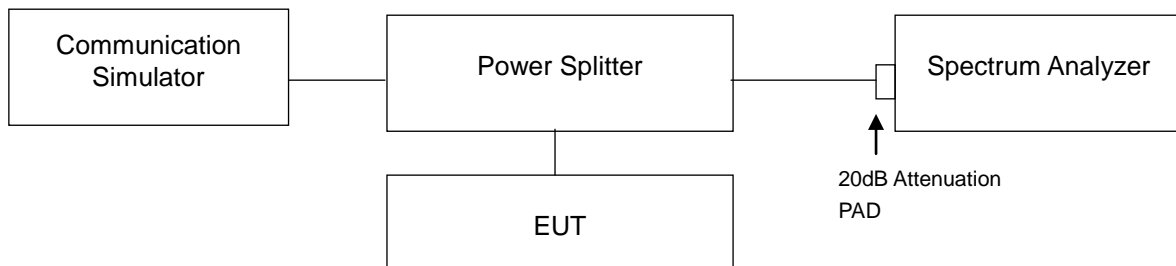 Communication
Simulator
Power Splitter
Spectrum Analyzer
20dB Attenuation
PAD
EUT